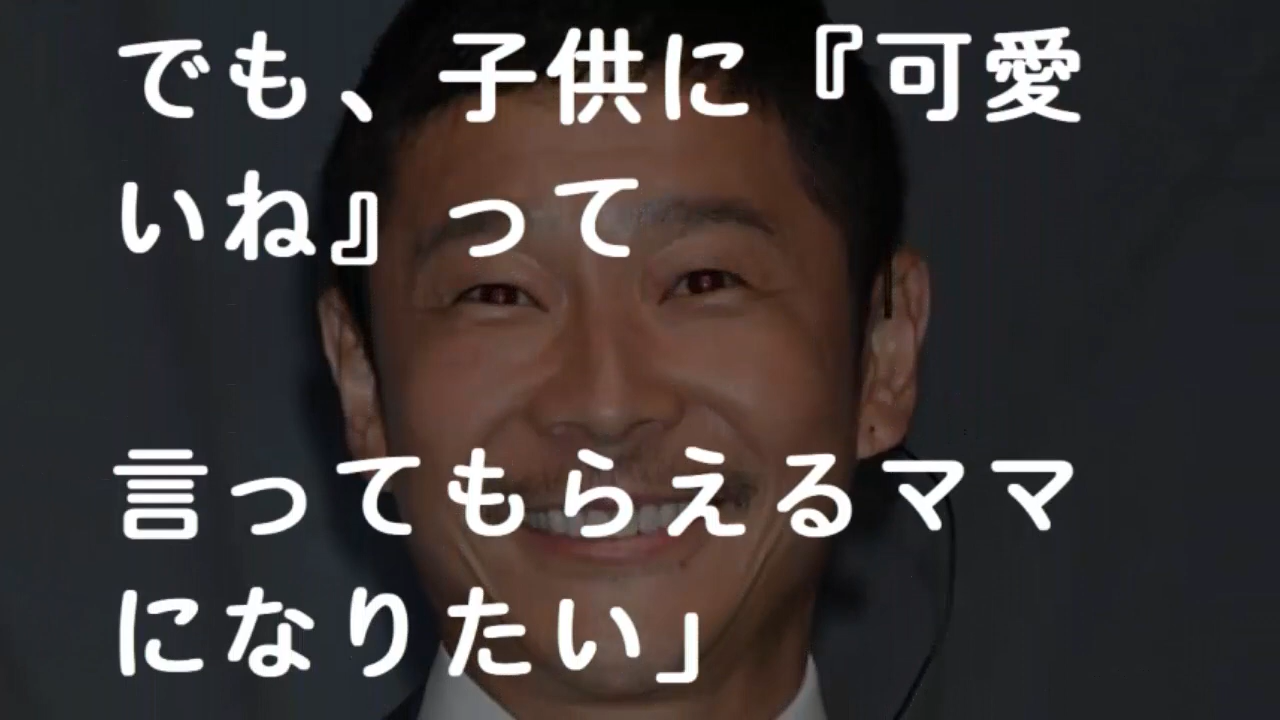 でも、子供に『可愛
いね』って
言ってもらえるママ
になりたい」